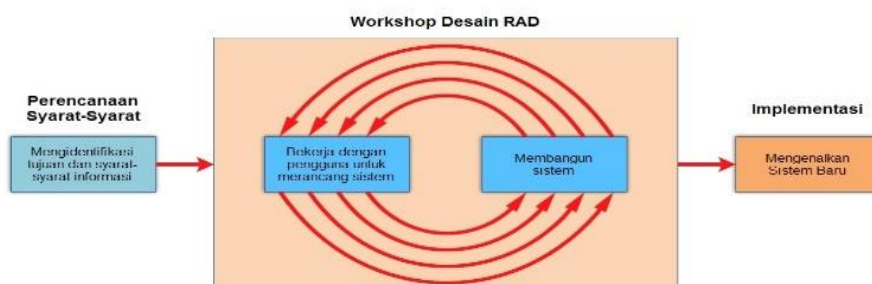 Workshop Desain RAD
Perencanaan
Syarat-Syarat
Mengidentifikasi
tujuan dan syarat-
syarat informasi
Bekerja dengan
pengguna untuk
merancang sistem
Membangun
sistem
Implementasi
Mengenalkan
Sistem Baru